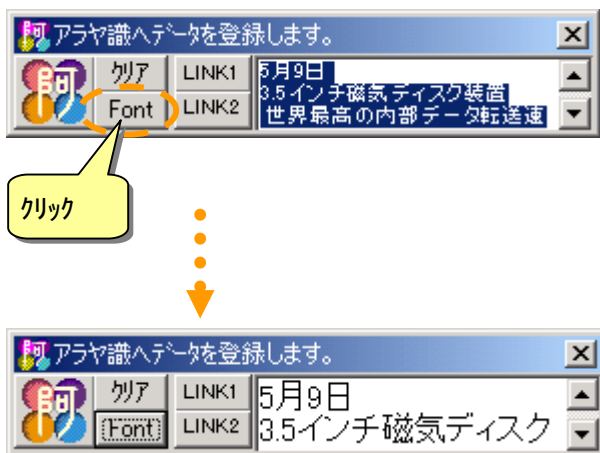 阿アラヤ識へデータを登録します。
阿
クリア
LINK1
Font
LINK2
5月9日
3.5インチ磁気ディスク装置
世界最高の内部データ転送速
クリック
阿アラヤ識へデータを登録します。
阿
クリア
LINK1
Font
LINK2
5月9日
3.5インチ磁気ディスク